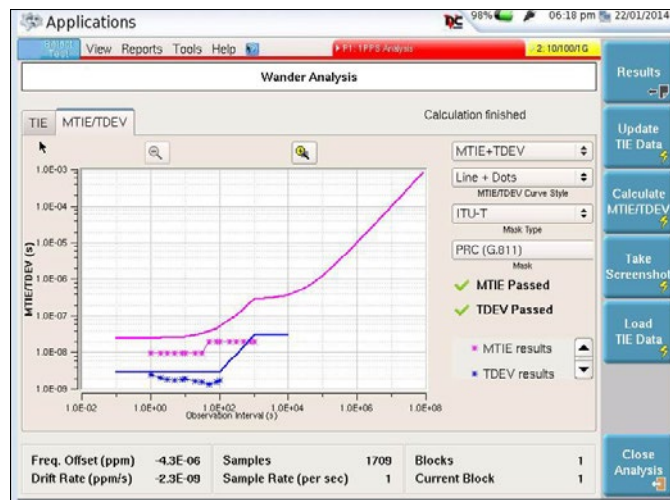 Applications
98%
06:18 pm
22/01/2014
Select Test
View
Reports
Tools
Help
P1: 1PPS Analysis
2: 10/100/1G
Wander Analysis
TIE
MTIE/TDEV
Calculation finished
MTIE/TDEV (s)
1.0E-03
1.0E-04
1.0E-05
1.0E-06
1.0E-07
1.0E-08
1.0E-09
1.0E-02
1.0E+00
1.0E+02
1.0E+04
1.0E+06
1.0E+08
Observation Interval (s)
MTIE+TDEV
Line + Dots
MTIE/TDEV Curve Style
ITU-T
Mask Type
PRC (G.811)
Mask
MTIE Passed
TDEV Passed
MTIE results
TDEV results
Freq. Offset (ppm) -4.3E-06
Drift Rate (ppm/s) -2.3E-09
Samples 1709
Sample Rate (per sec) 1
Blocks 1
Current Block 1
Results
Update
TIE Data
Calculate
MTIE/TDEV
Take
Screenshot
Load
TIE Data
Close
Analysis